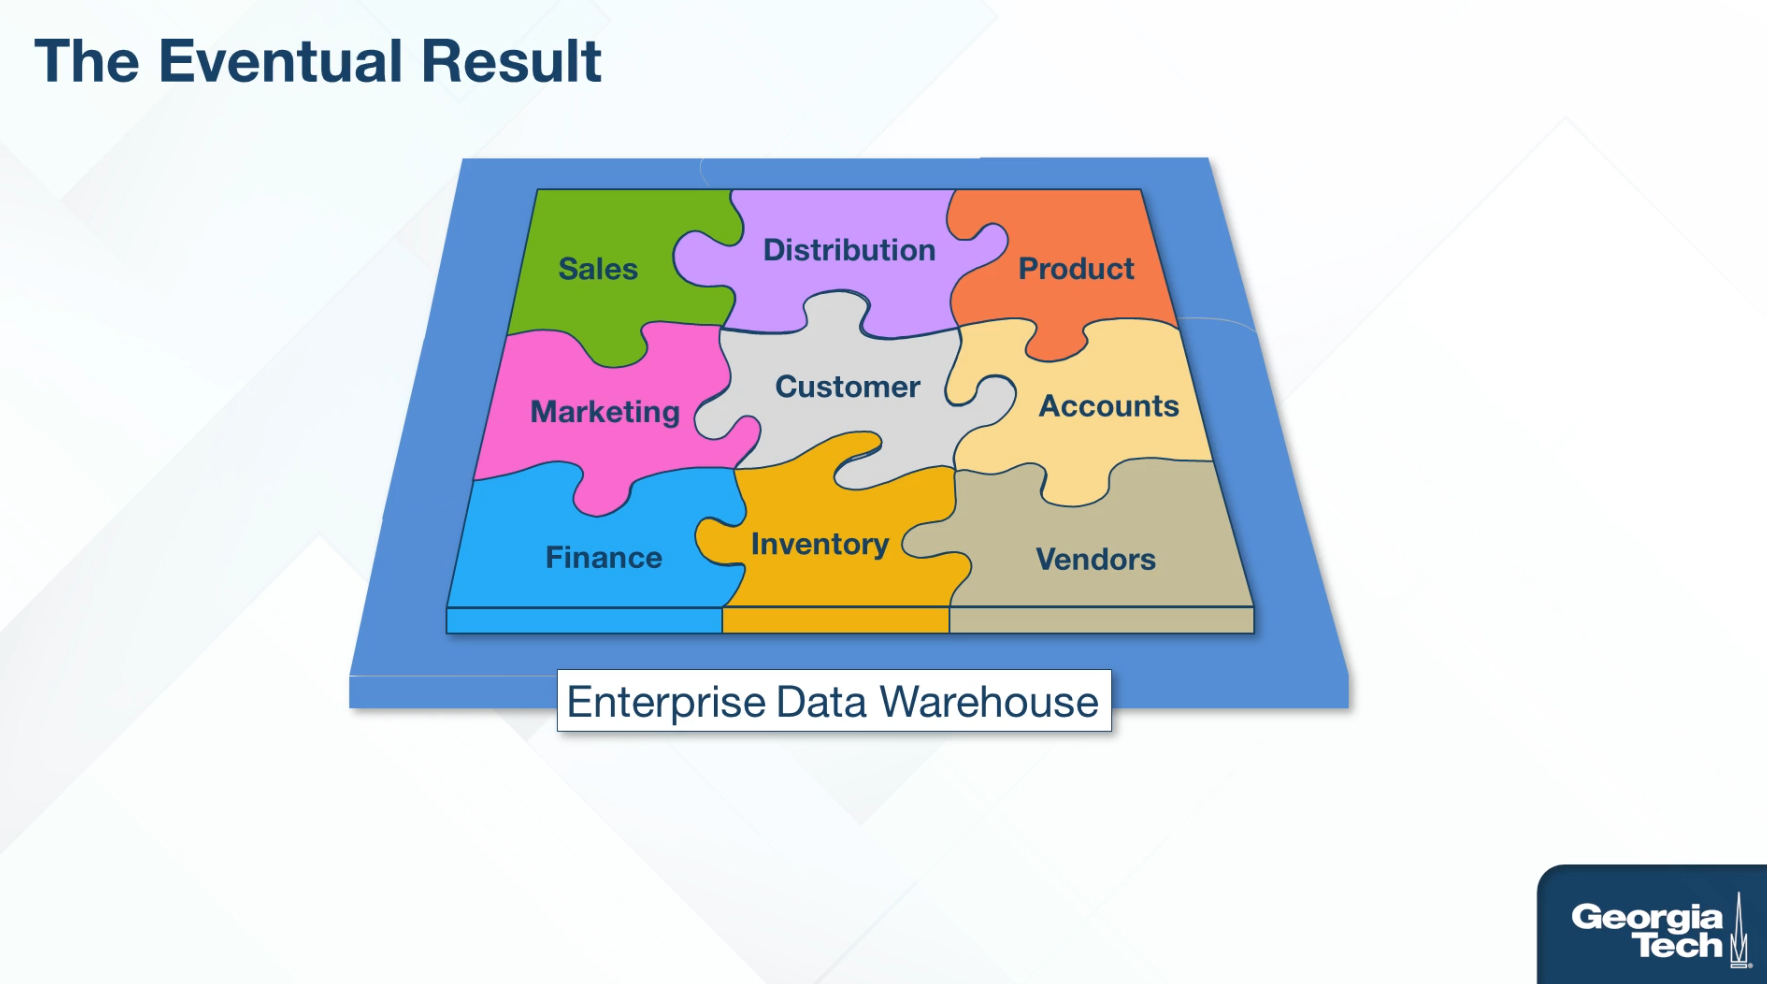 The Eventual Result
Sales
Distribution
Product
Marketing
Customer
Accounts
Finance
Inventory
Vendors
Enterprise Data Warehouse
Georgia
Tech